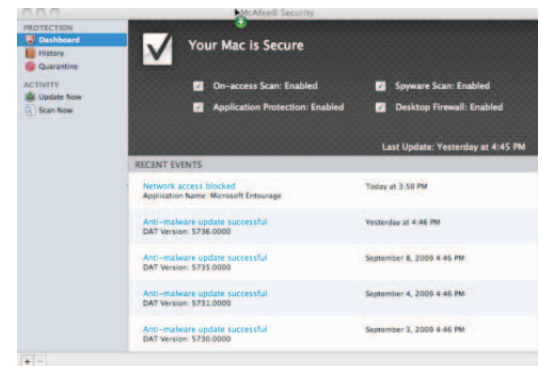 McAfee® Security
PROTECTION
Dashboard
History
Quarantine
ACTIVITY
Update Now
Scan Now
Your Mac is Secure
On-access Scan: Enabled
Spyware Scan: Enabled
Application Protection: Enabled
Desktop Firewall: Enabled
Last Update: Yesterday at 4:45 PM
RECENT EVENTS
Network access blocked
Today at 3:50 PM
Application Name: Microsoft Entourage
Anti-malware update successful
Yesterday at 4:46 PM
DAT Version: 5736.0000
Anti-malware update successful
September 8, 2009 4:46 PM
DAT Version: 5735.0000
Anti-malware update successful
September 4, 2009 4:46 PM
DAT Version: 5731.0000
Anti-malware update successful
September 3, 2009 4:46 PM
DAT Version: 5730.0000